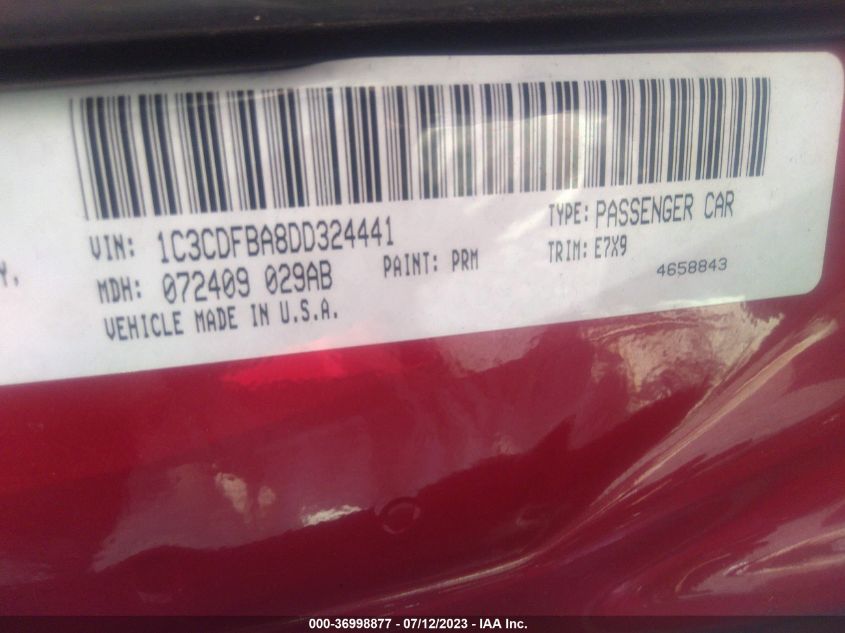 VIN: 1C3CDFBA8DD324441 TYPE: PASSENGER CAR
Y. MDH: 072409 029AB PAINT: PRM TRIM: E7X9
VEHICLE MADE IN U.S.A. 4658843
000-36998877 - 07/12/2023 - IAA Inc.